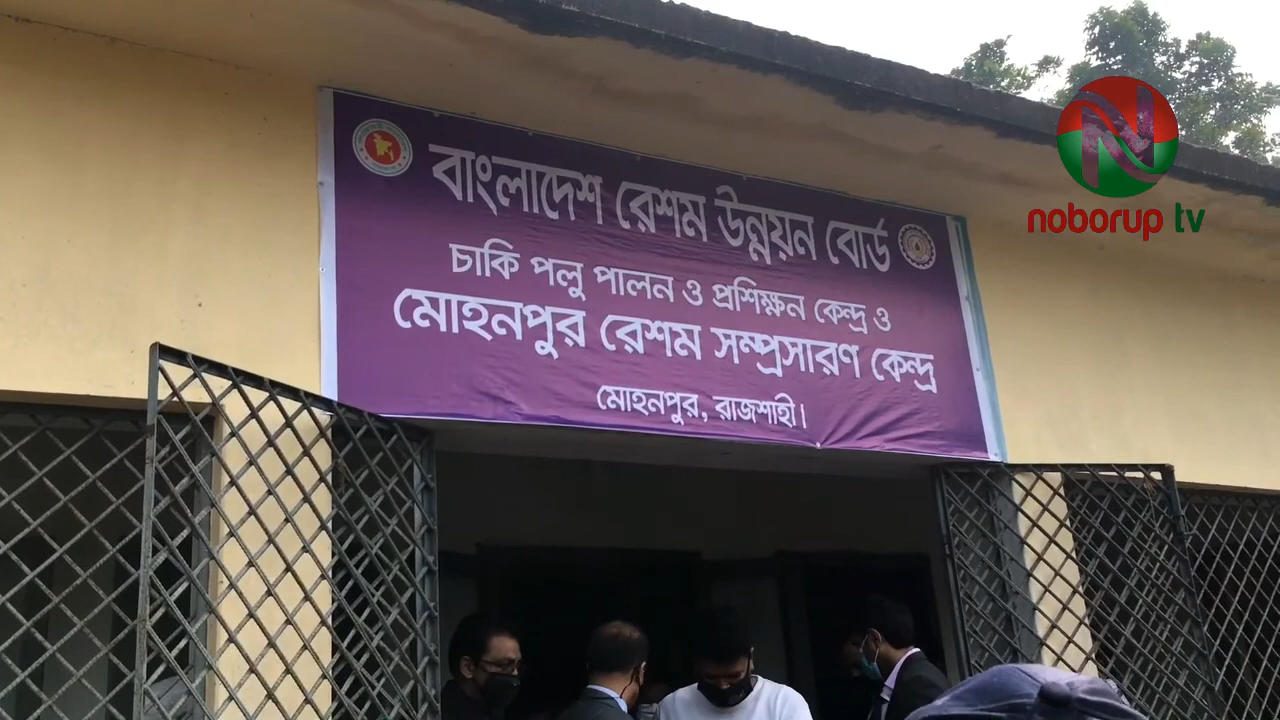 বাংলাদেশ রেশম উন্নয়ন বোর্ড
চাকি পলু পালন ও প্রশিক্ষন কেন্দ্র ও
মোহনপুর রেশম সম্প্রসারণ কেন্দ্র
মোহনপুর, রাজশাহী।
N
noborup tv